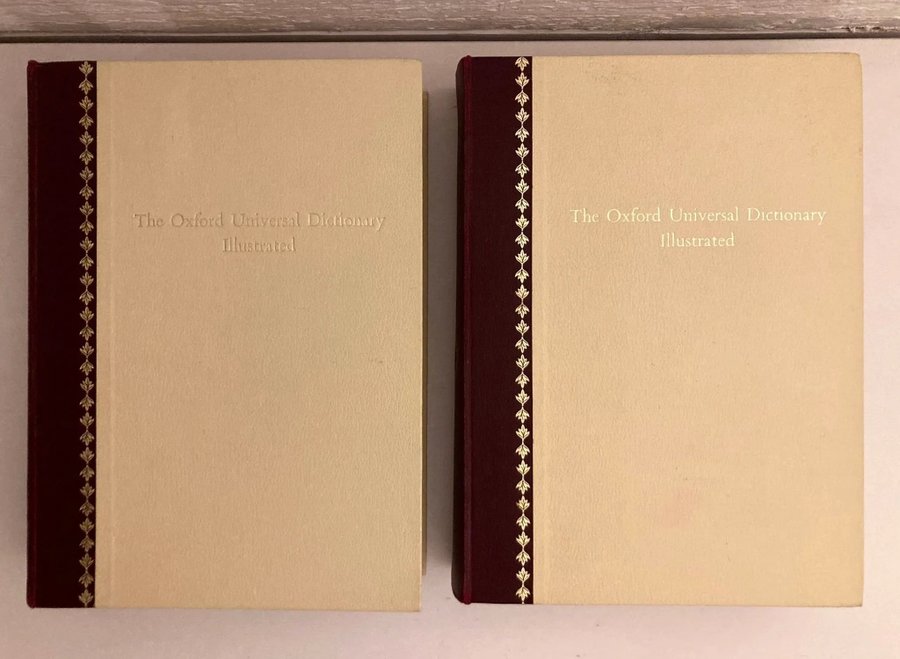 The Oxford Universal Dictionary
Illustrated
The Oxford Universal Dictionary
Illustrated